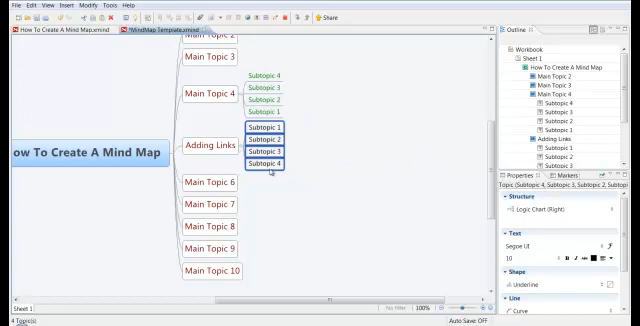 File Edit View Insert Modify Tools Help
Share
How To Create A Mind Map.xmind
*MindMap Template.xmind
Main Topic 2
Main Topic 3
Main Topic 4
Subtopic 4
Subtopic 3
Subtopic 2
Subtopic 1
ow To Create A Mind Map
Adding Links
Subtopic 1
Subtopic 2
Subtopic 3
Subtopic 4
Main Topic 6
Main Topic 7
Main Topic 8
Main Topic 9
Main Topic 10
Outline
Workbook
Sheet 1
How To Create A Mind Map
Main Topic 2
Main Topic 3
Main Topic 4
Subtopic 4
Subtopic 3
Subtopic 2
Subtopic 1
Adding Links
Subtopic 1
Subtopic 2
Subtopic 3
Properties Markers
Topic (Subtopic 4, Subtopic 3, Subtopic 2, Subtopi
Structure
Logic Chart (Right)
Text
Segoe UI
10
B I Abc
Shape
Underline
Line
Curve
Sheet 1
No Filter 100%
4 Topic(s)
Auto Save: OFF